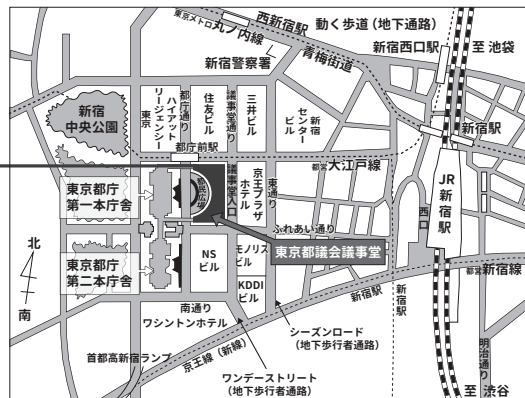 東京メトロ丸ノ内線
西新宿駅
動く歩道（地下通路）
新宿西口駅
至 池袋
青梅街道
新宿警察署
新宿
中央公園
ハイアット
リージェンシー
東京
都庁通り
住友ビル
議事堂通り
三井ビル
新宿
センター
ビル
新宿駅
都庁前駅
都営大江戸線
東京都庁
第一本庁舎
都民広場
議事堂入口
京王プラザ
ホテル
東通り
JR
新宿駅
西口
ふれあい通り
北
南
東京都議会議事堂
東京都庁
第二本庁舎
NS
ビル
モノリス
ビル
KDDI
ビル
都営新宿線
新宿駅
新宿駅
南通り
ワシントンホテル
シーズンロード
（地下歩行者通路）
首都高新宿ランプ
京王線（新線）
ワンデーストリート
（地下歩行者通路）
明治通り
至 渋谷